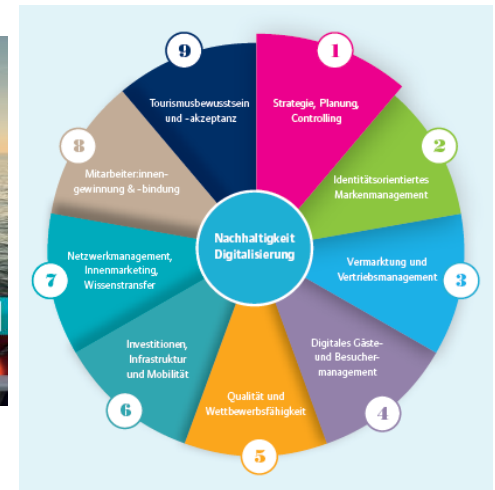 1
Strategie, Planung,
Controlling
2
Identitätsorientiertes
Markenmanagement
3
Vermarktung und
Vertriebsmanagement
4
Digitales Gäste-
und Besucher-
management
5
Qualität und
Wettbewerbsfähigkeit
6
Investitionen,
Infrastruktur
und Mobilität
7
Netzwerkmanagement,
Innenmarketing,
Wissenstransfer
8
Mitarbeiter:innen-
gewinnung & -bindung
9
Tourismusbewusstsein
und -akzeptanz
Nachhaltigkeit
Digitalisierung